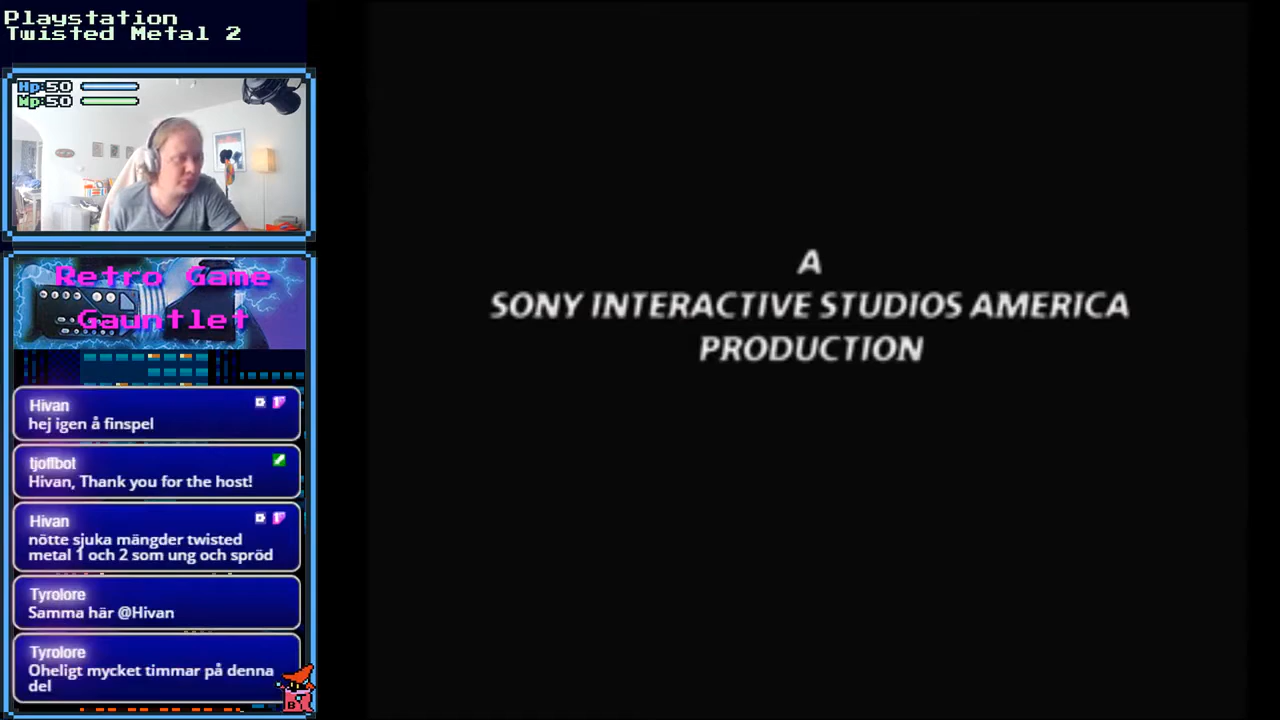 Playstation
Twisted Metal 2
Hp:50
Mp:50
Retro Game
Gauntlet
Hivan
hej igen å finspel
tjoffbot
Hivan, Thank you for the host!
Hivan
nötte sjuka mängder twisted
metal 1 och 2 som ung och spröd
Tyrolore
Samma här @Hivan
Tyrolore
Oheligt mycket timmar på denna
del
A
SONY INTERACTIVE STUDIOS AMERICA
PRODUCTION